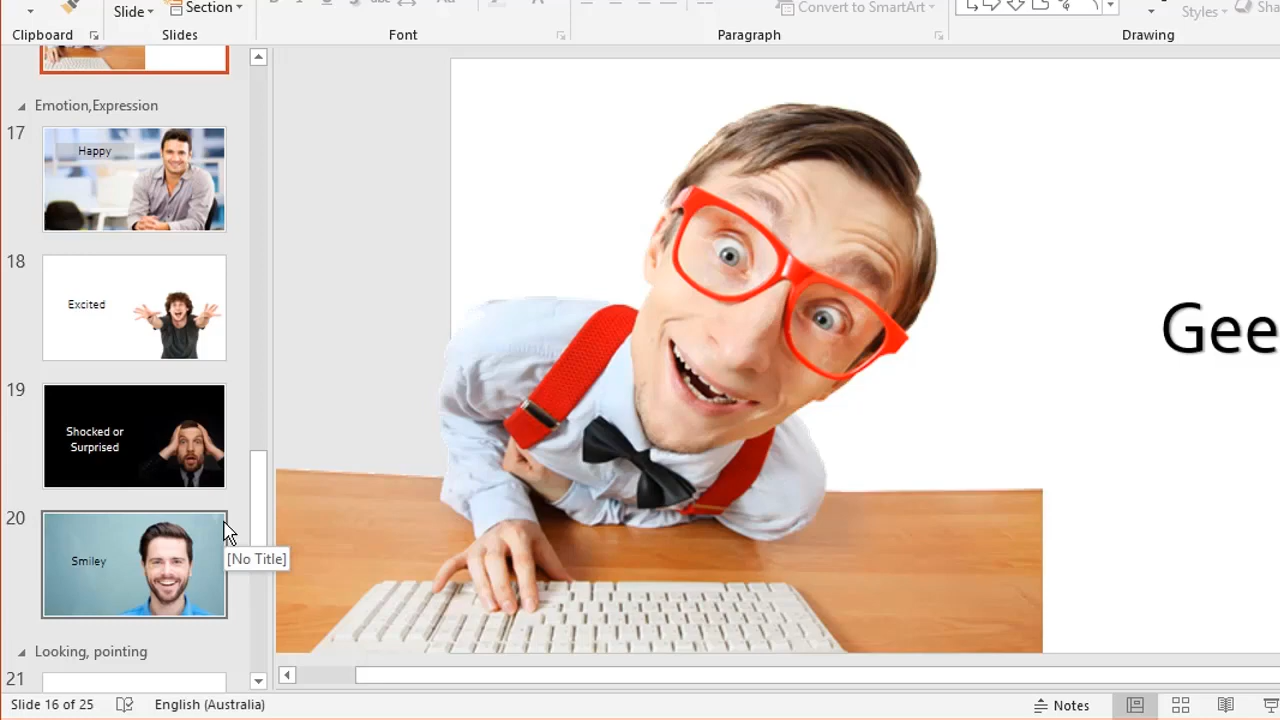 Slide
Section
Convert to SmartArt
Styles
Sha
Clipboard
Slides
Font
Paragraph
Drawing
Emotion,Expression
17
Happy
18
Excited
19
Shocked or
Surprised
20
Smiley
[No Title]
Looking, pointing
21
Gee
Slide 16 of 25
English (Australia)
Notes